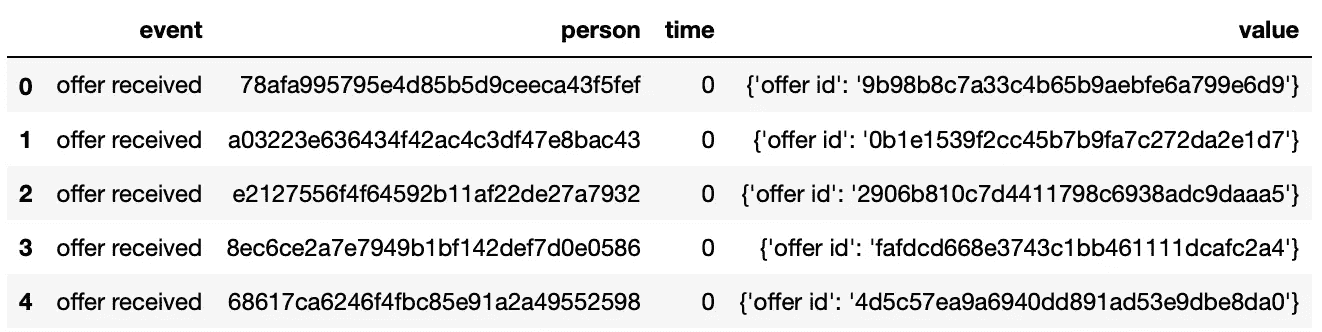 event person time value
0 offer received 78afa995795e4d85b5d9ceeca43f5fef 0 {'offer id': '9b98b8c7a33c4b65b9aebfe6a799e6d9'}
1 offer received a03223e636434f42ac4c3df47e8bac43 0 {'offer id': '0b1e1539f2cc45b7b9fa7c272da2e1d7'}
2 offer received e2127556f4f64592b11af22de27a7932 0 {'offer id': '2906b810c7d4411798c6938adc9daaa5'}
3 offer received 8ec6ce2a7e7949b1bf142def7d0e0586 0 {'offer id': 'fafdcd668e3743c1bb461111dcafc2a4'}
4 offer received 68617ca6246f4fbc85e91a2a49552598 0 {'offer id': '4d5c57ea9a6940dd891ad53e9dbe8da0'}